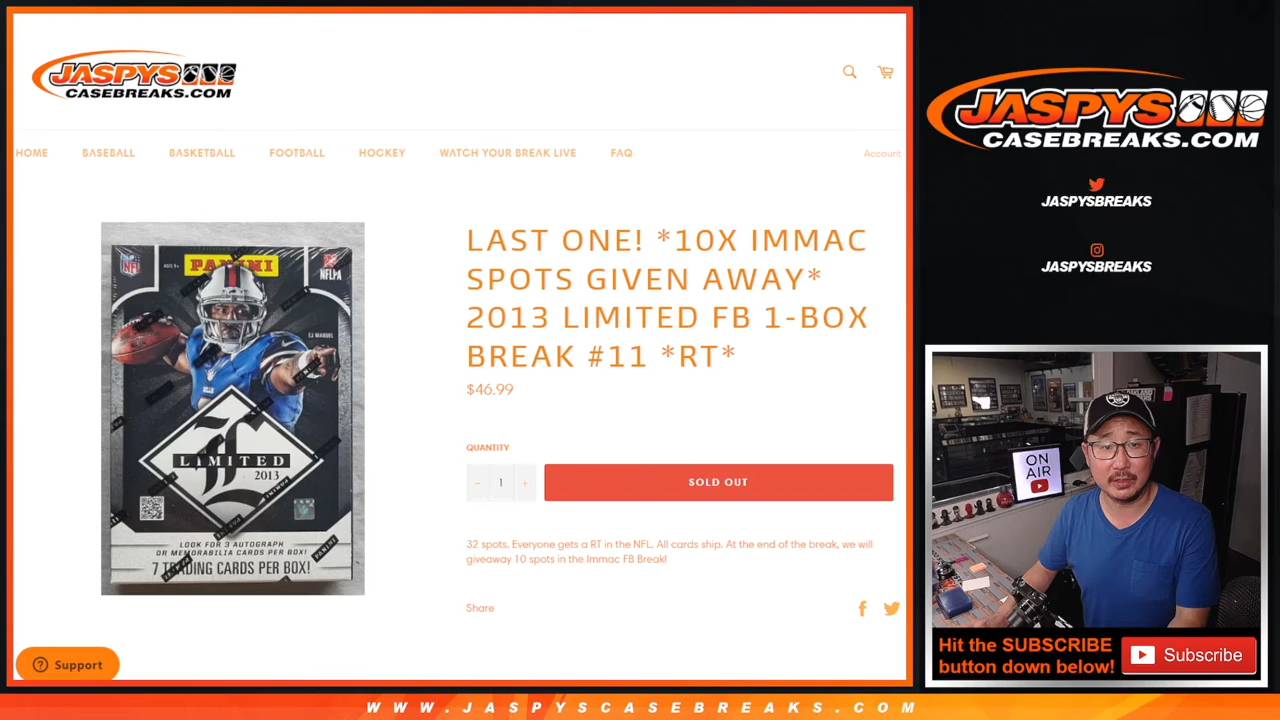 JASPYS
CASEBREAKS.COM
HOME BASEBALL BASKETBALL FOOTBALL HOCKEY WATCH YOUR BREAK LIVE FAQ Account
NFL PANINI NFLPA
EJ MANUEL
LIMITED
2013
LOOK FOR 3 AUTOGRAPH
OR MEMORABILIA CARDS PER BOX!
7 TRADING CARDS PER BOX!
LAST ONE! *10X IMMAC
SPOTS GIVEN AWAY*
2013 LIMITED FB 1-BOX
BREAK #11 *RT*
$46.99
QUANTITY
− 1 +
SOLD OUT
32 spots. Everyone gets a RT in the NFL. All cards ship. At the end of the break, we will
giveaway 10 spots in the Immac FB Break!
Share
Support
JASPYS
CASEBREAKS.COM
JASPYSBREAKS
JASPYSBREAKS
ON
AIR
Hit the SUBSCRIBE
button down below!
Subscribe
WWW.JASPYSCASEBREAKS.COM